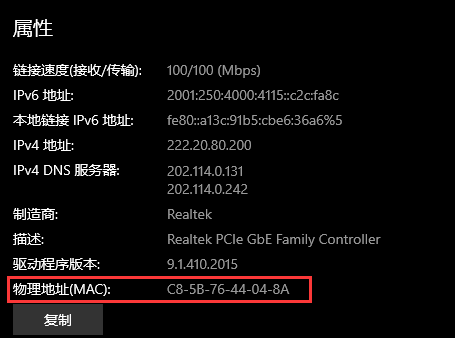 属性
链接速度(接收/传输): 100/100 (Mbps)
IPv6 地址: 2001:250:4000:4115::c2c:fa8c
本地链接 IPv6 地址: fe80::a13c:91b5:cbe6:36a6%5
IPv4 地址: 222.20.80.200
IPv4 DNS 服务器: 202.114.0.131
202.114.0.242
制造商: Realtek
描述: Realtek PCIe GbE Family Controller
驱动程序版本: 9.1.410.2015
物理地址(MAC): C8-5B-76-44-04-8A
复制